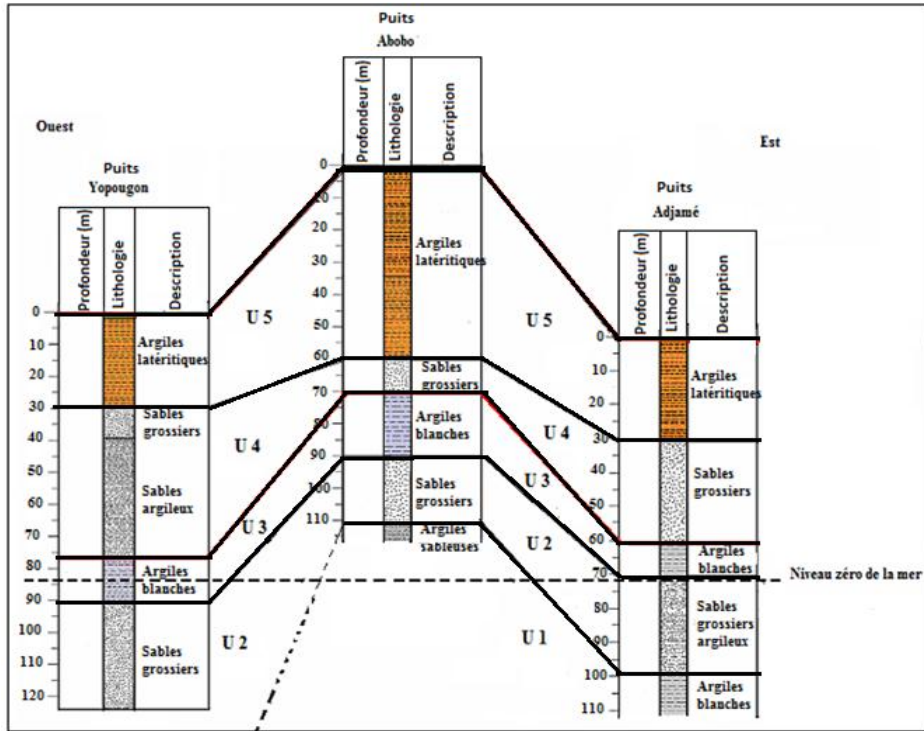 Puits
Abobo
Profondeur (m)
Lithologie
Description
0
10
20
30
40
50
60
70
80
90
100
110
Argiles
latéritiques
Sables
grossiers
Argiles
blanches
Sables
grossiers
Argiles
sableuses
Ouest
Est
Puits
Yopougon
Profondeur (m)
Lithologie
Description
0
10
20
30
40
50
60
70
80
90
100
110
120
Argiles
latéritiques
Sables
grossiers
Sables
argileux
Argiles
blanches
Sables
grossiers
Puits
Adjamé
Profondeur (m)
Lithologie
Description
0
10
20
30
40
50
60
70
80
90
100
110
Argiles
latéritiques
Sables
grossiers
Argiles
blanches
Sables
grossiers
argileux
Argiles
blanches
U 5
U 4
U 3
U 2
U 5
U 4
U 3
U 2
U 1
Niveau zéro de la mer